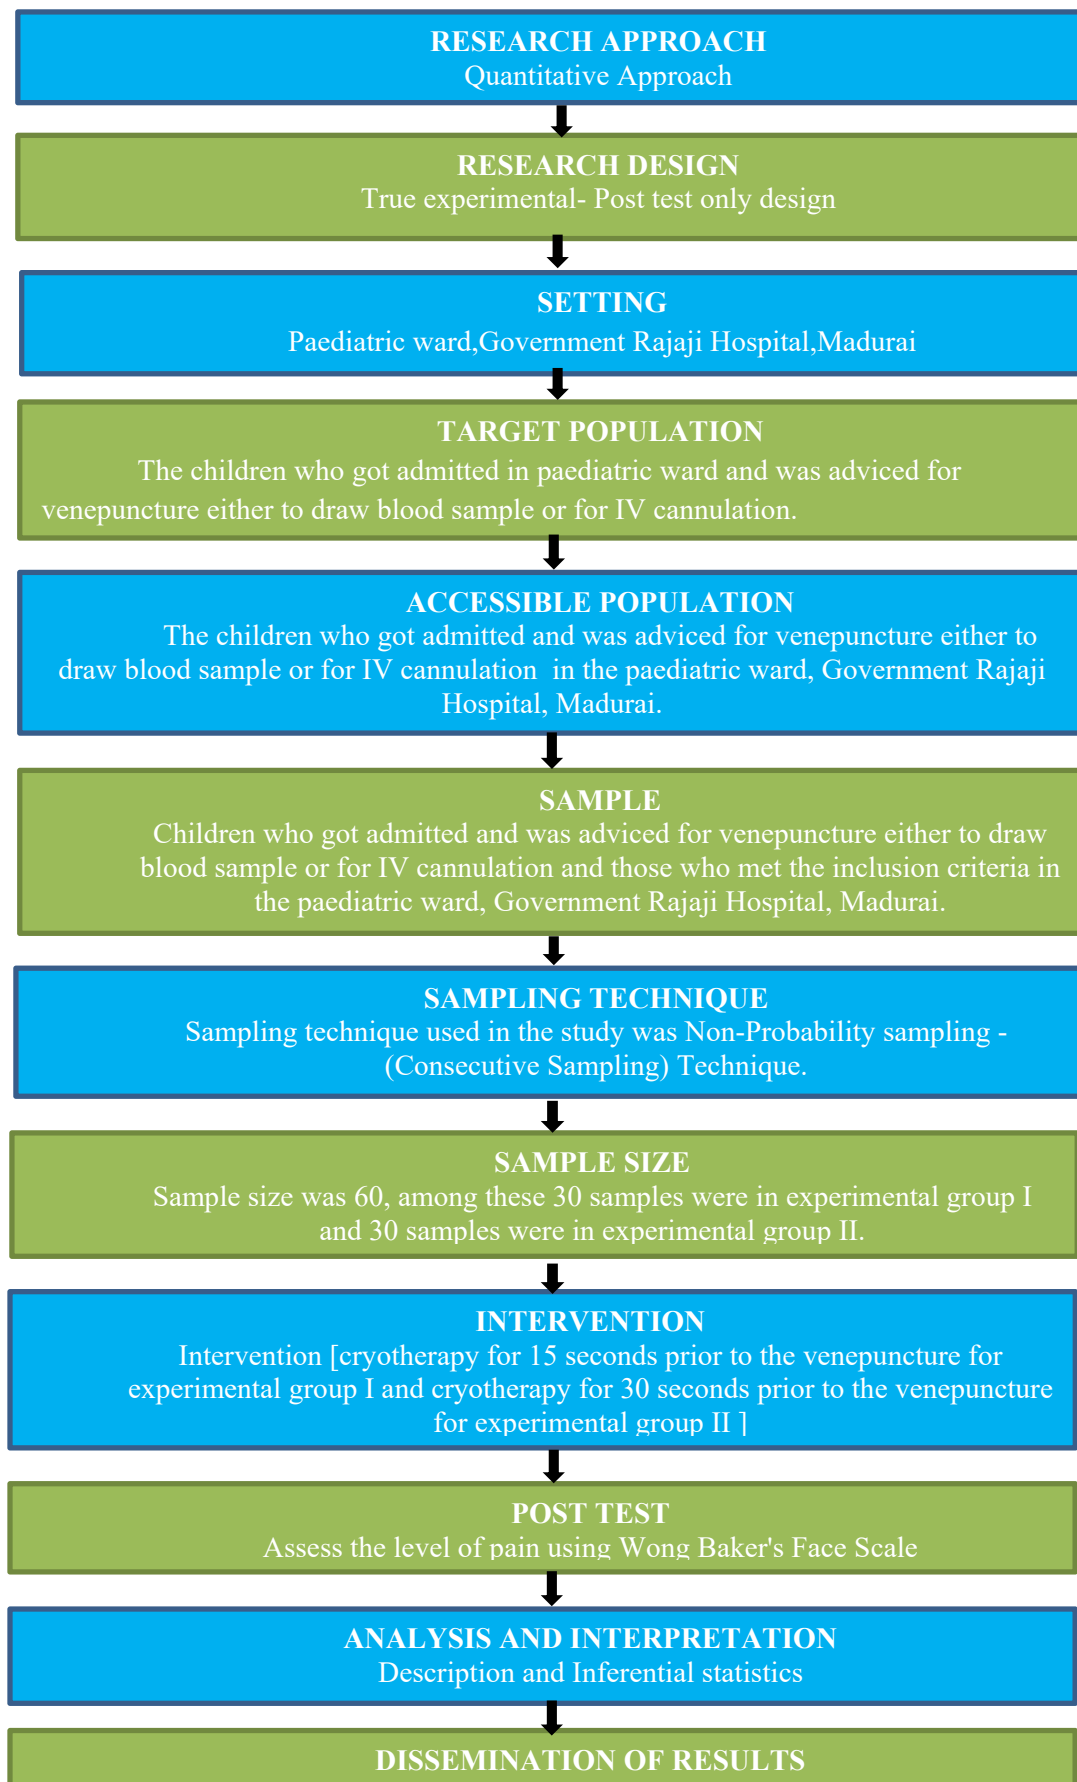 RESEARCH APPROACH
Quantitative Approach
RESEARCH DESIGN
True experimental- Post test only design
SETTING
Paediatric ward,Government Rajaji Hospital,Madurai
TARGET POPULATION
The children who got admitted in paediatric ward and was adviced for
venepuncture either to draw blood sample or for IV cannulation.
ACCESSIBLE POPULATION
The children who got admitted and was adviced for venepuncture either to
draw blood sample or for IV cannulation in the paediatric ward, Government Rajaji
Hospital, Madurai.
SAMPLE
Children who got admitted and was adviced for venepuncture either to draw
blood sample or for IV cannulation and those who met the inclusion criteria in
the paediatric ward, Government Rajaji Hospital, Madurai.
SAMPLING TECHNIQUE
Sampling technique used in the study was Non-Probability sampling -
(Consecutive Sampling) Technique.
SAMPLE SIZE
Sample size was 60, among these 30 samples were in experimental group I
and 30 samples were in experimental group II.
INTERVENTION
Intervention [cryotherapy for 15 seconds prior to the venepuncture for
experimental group I and cryotherapy for 30 seconds prior to the venepuncture
for experimental group II ]
POST TEST
Assess the level of pain using Wong Baker's Face Scale
ANALYSIS AND INTERPRETATION
Description and Inferential statistics
DISSEMINATION OF RESULTS